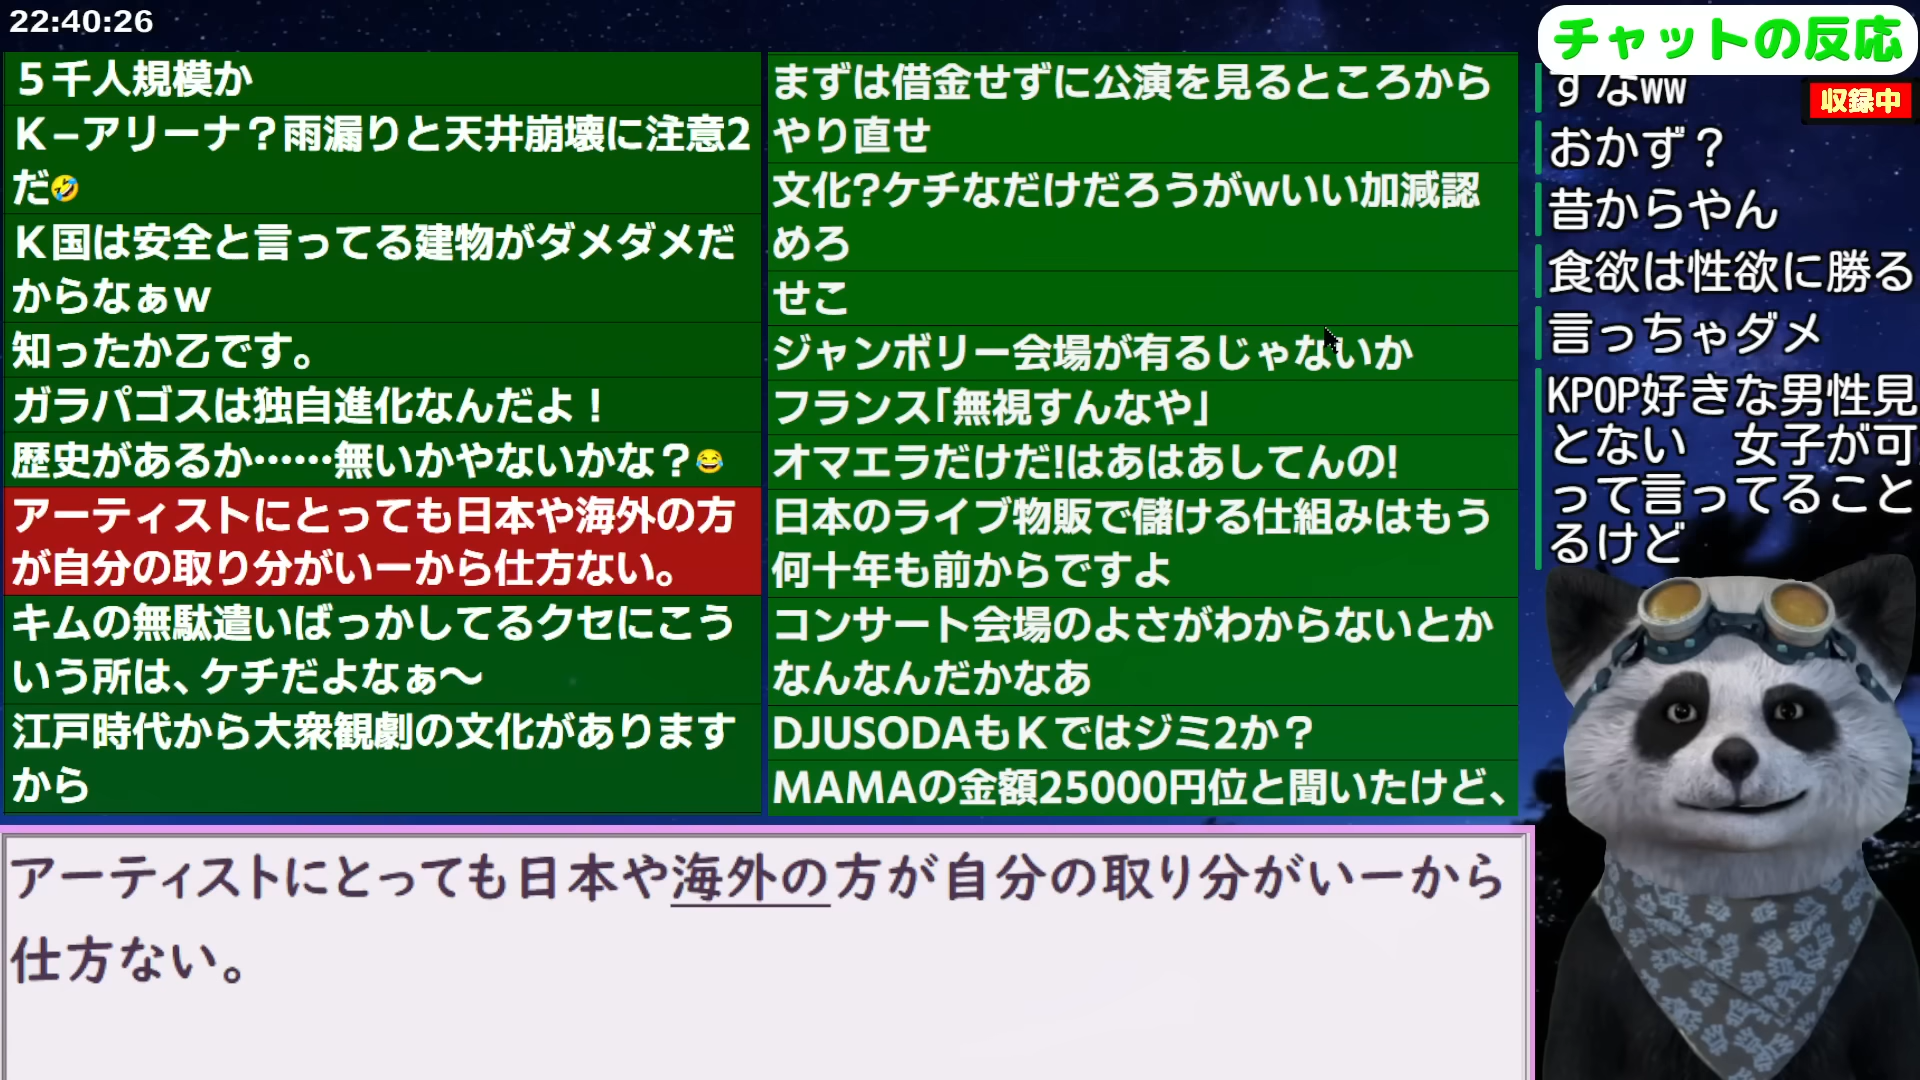 22:40:26
５千人規模か
Ｋ−アリーナ？雨漏りと天井崩壊に注意2
だ🤣
Ｋ国は安全と言ってる建物がダメダメだ
からなぁｗ
知ったか乙です。
ガラパゴスは独自進化なんだよ！
歴史があるか……無いかやないかな？😂
アーティストにとっても日本や海外の方
が自分の取り分がいーから仕方ない。
キムの無駄遣いばっかしてるクセにこう
いう所は、ケチだよなぁ〜
江戸時代から大衆観劇の文化があります
から
まずは借金せずに公演を見るところから
やり直せ
文化?ケチなだけだろうがwいい加減認
めろ
せこ
ジャンボリー会場が有るじゃないか
フランス｢無視すんなや｣
オマエラだけだ!はあはあしてんの!
日本のライブ物販で儲ける仕組みはもう
何十年も前からですよ
コンサート会場のよさがわからないとか
なんなんだかなあ
DJUSODAもＫではジミ2か？
MAMAの金額25000円位と聞いたけど、
チャットの反応
収録中
すなww
おかず？
昔からやん
食欲は性欲に勝る
言っちゃダメ
KPOP好きな男性見
とない　女子が可
って言ってること
るけど
アーティストにとっても日本や海外の方が自分の取り分がいーから
仕方ない。